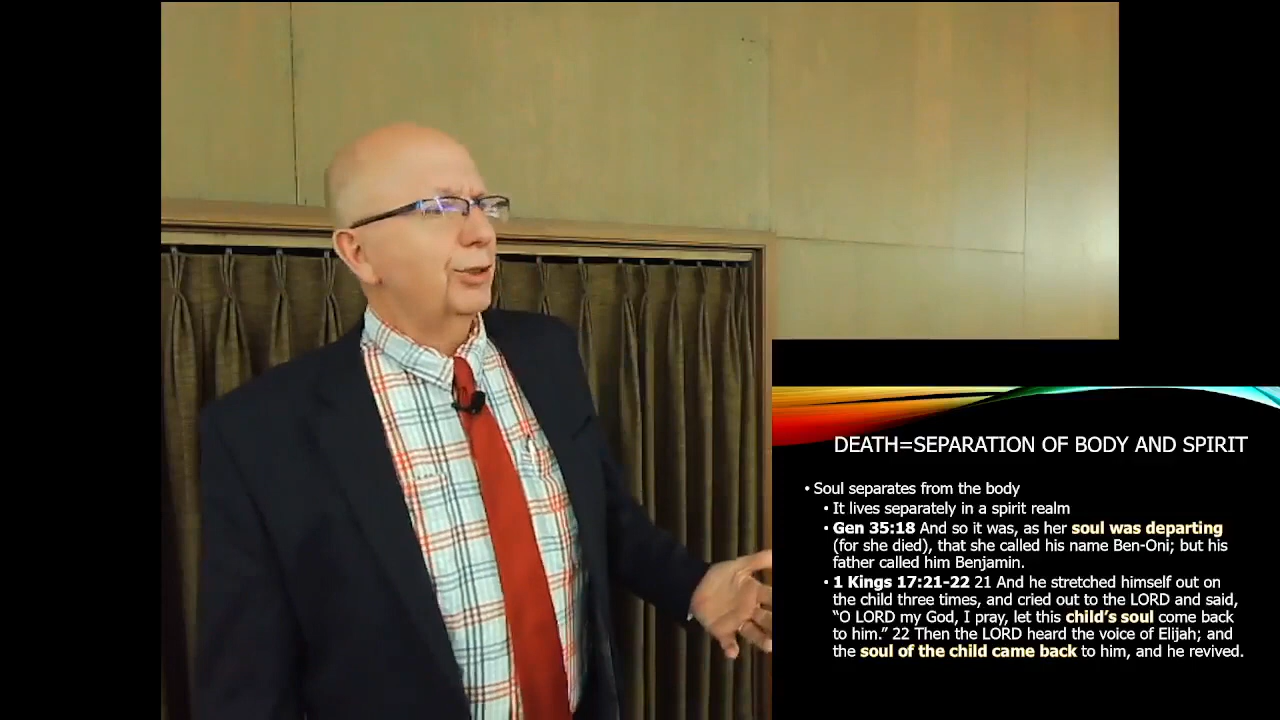 DEATH=SEPARATION OF BODY AND SPIRIT
• Soul separates from the body
• It lives separately in a spirit realm
• Gen 35:18 And so it was, as her soul was departing
(for she died), that she called his name Ben-Oni; but his
father called him Benjamin.
• 1 Kings 17:21-22 21 And he stretched himself out on
the child three times, and cried out to the LORD and said,
“O LORD my God, I pray, let this child’s soul come back
to him.” 22 Then the LORD heard the voice of Elijah; and
the soul of the child came back to him, and he revived.